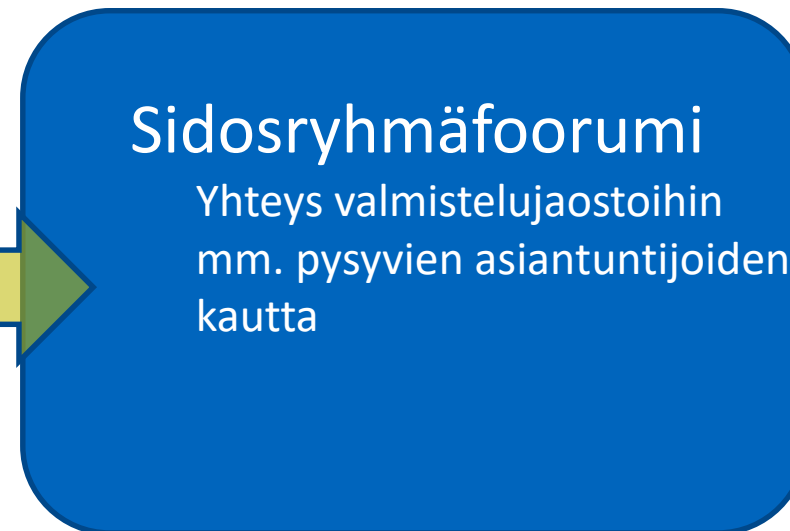 Sidosryhmäfoorumi
Yhteys valmistelujaostoihin
mm. pysyvien asiantuntijoiden
kautta